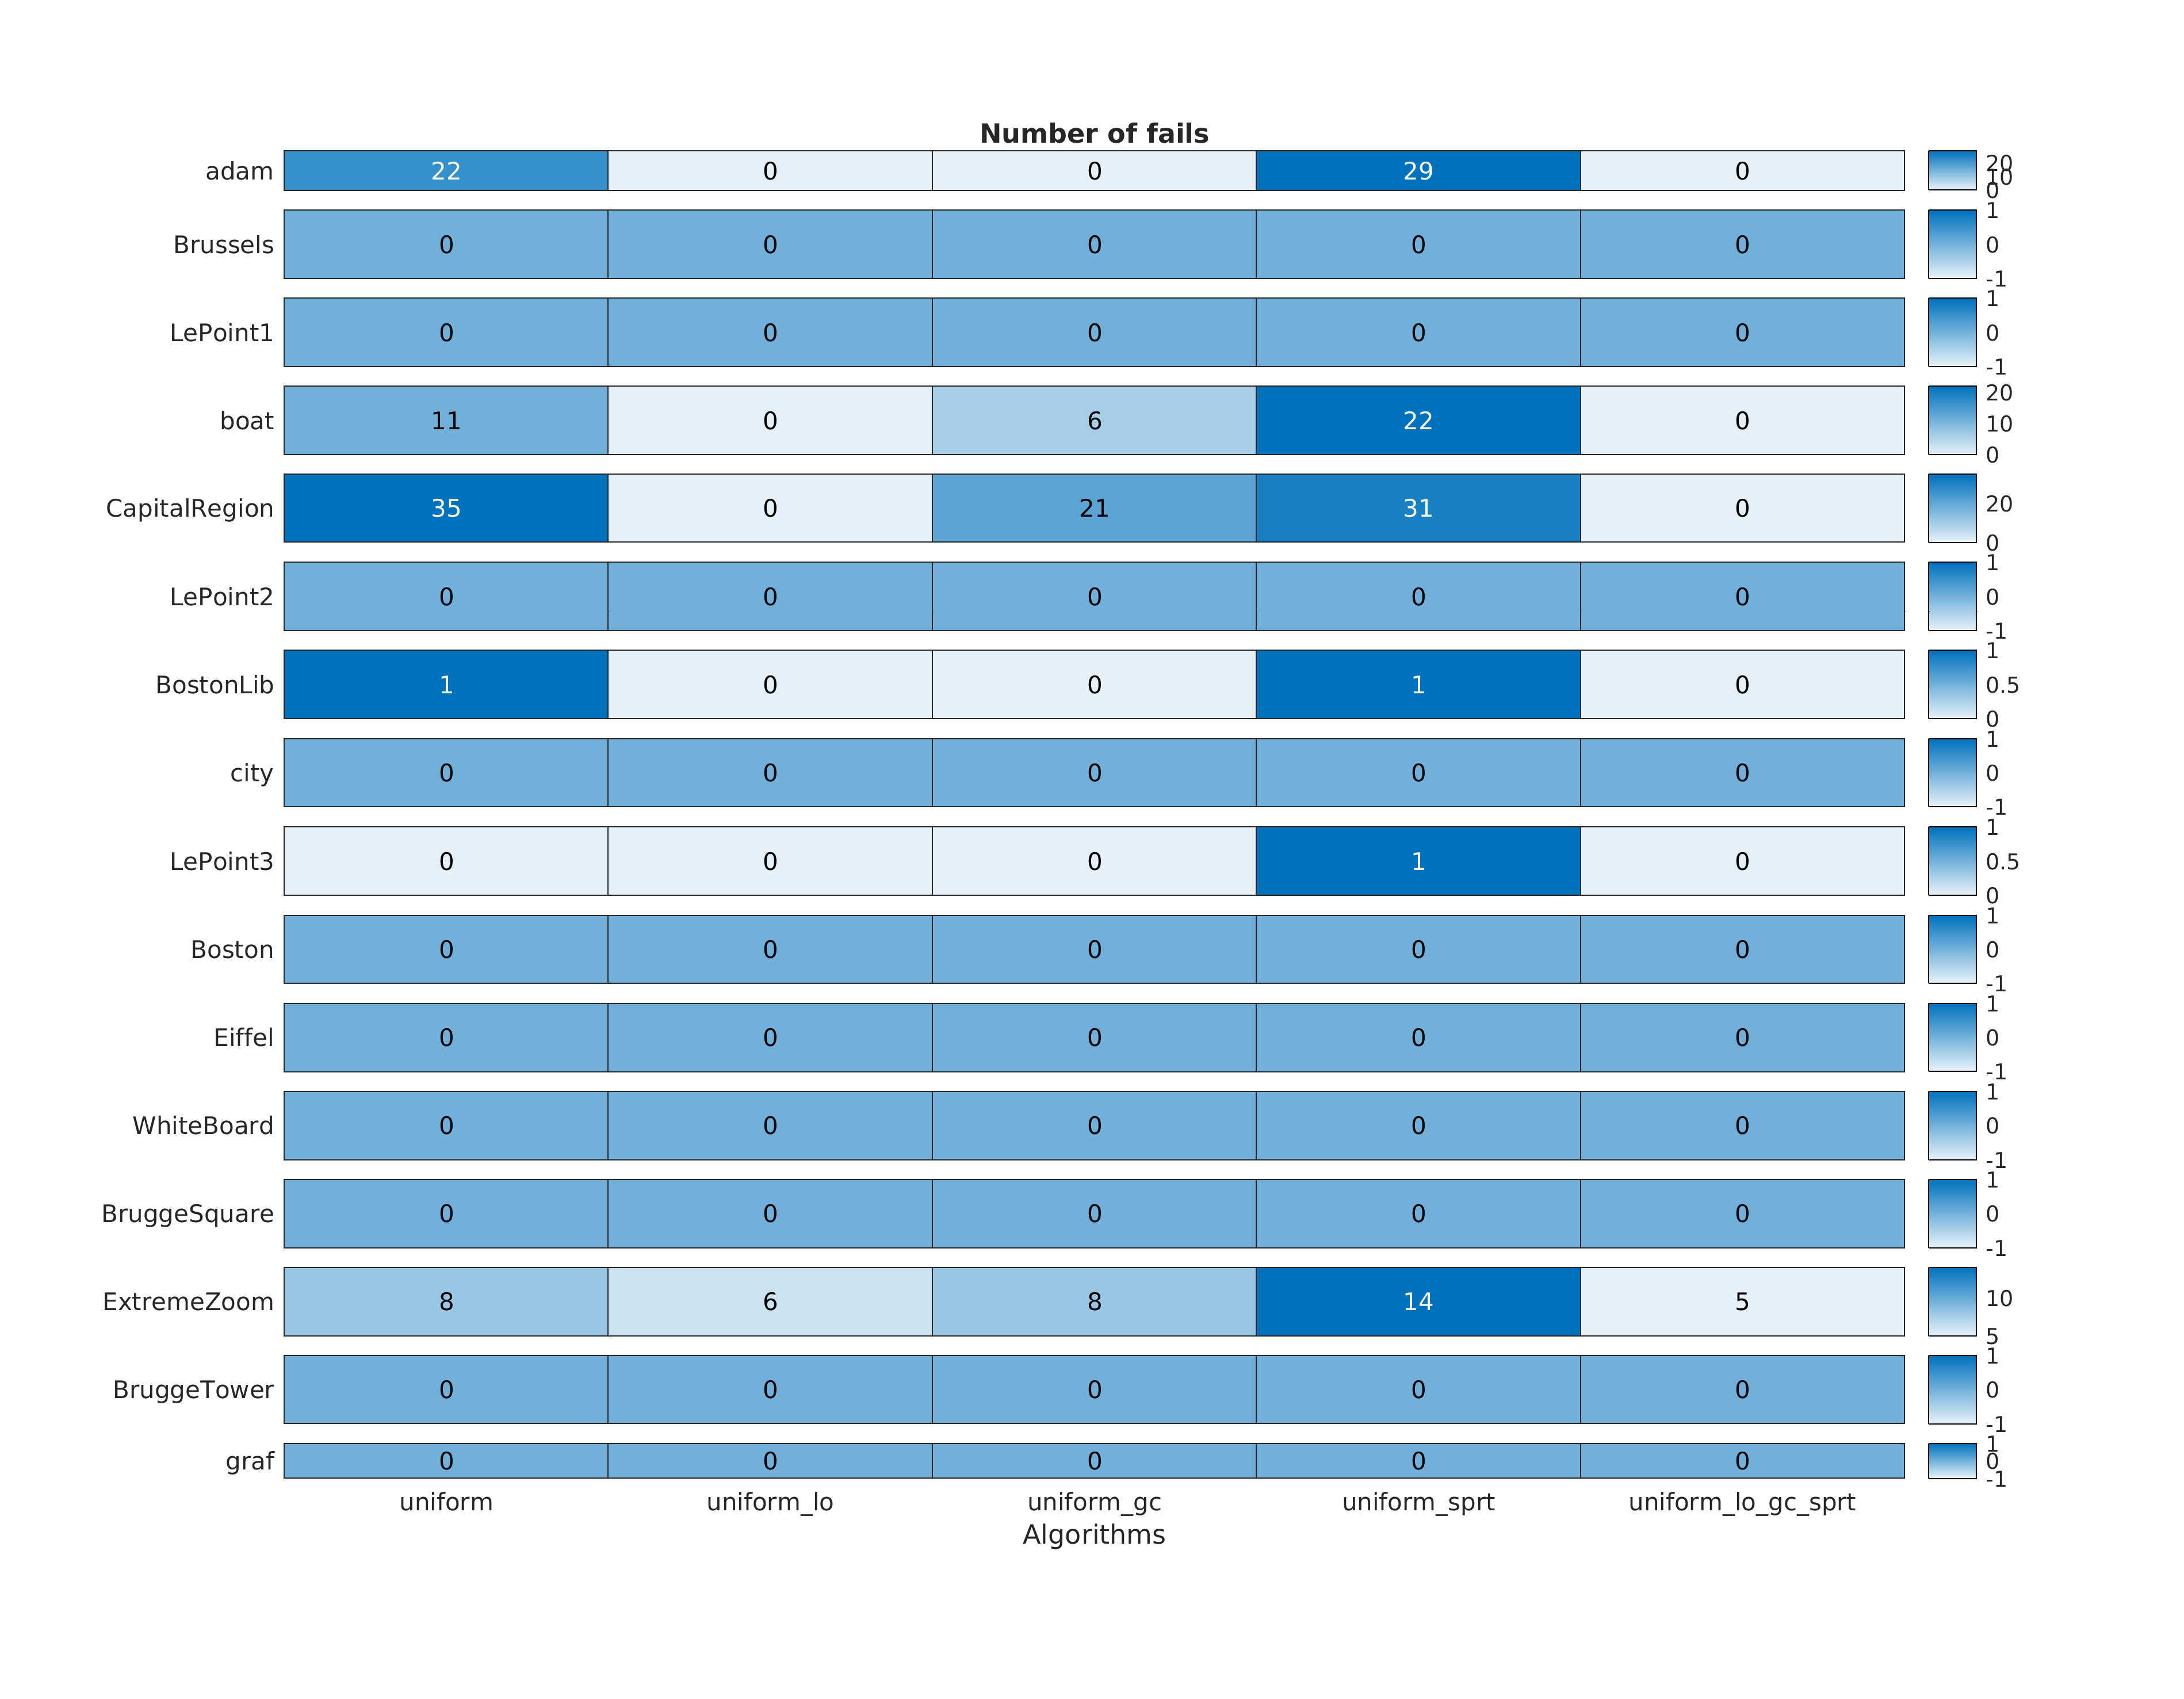 Number of fails
adam 22 0 0 29 0 20 10 0
Brussels 0 0 0 0 0 1 0 -1
LePoint1 0 0 0 0 0 1 0 -1
boat 11 0 6 22 0 20 10 0
CapitalRegion 35 0 21 31 0 20 0
LePoint2 0 0 0 0 0 1 0 -1
BostonLib 1 0 0 1 0 1 0.5 0
city 0 0 0 0 0 1 0 -1
LePoint3 0 0 0 1 0 1 0.5 0
Boston 0 0 0 0 0 1 0 -1
Eiffel 0 0 0 0 0 1 0 -1
WhiteBoard 0 0 0 0 0 1 0 -1
BruggeSquare 0 0 0 0 0 1 0 -1
ExtremeZoom 8 6 8 14 5 10 5
BruggeTower 0 0 0 0 0 1 0 -1
graf 0 0 0 0 0 1 0 -1
uniform uniform_lo uniform_gc uniform_sprt uniform_lo_gc_sprt
Algorithms